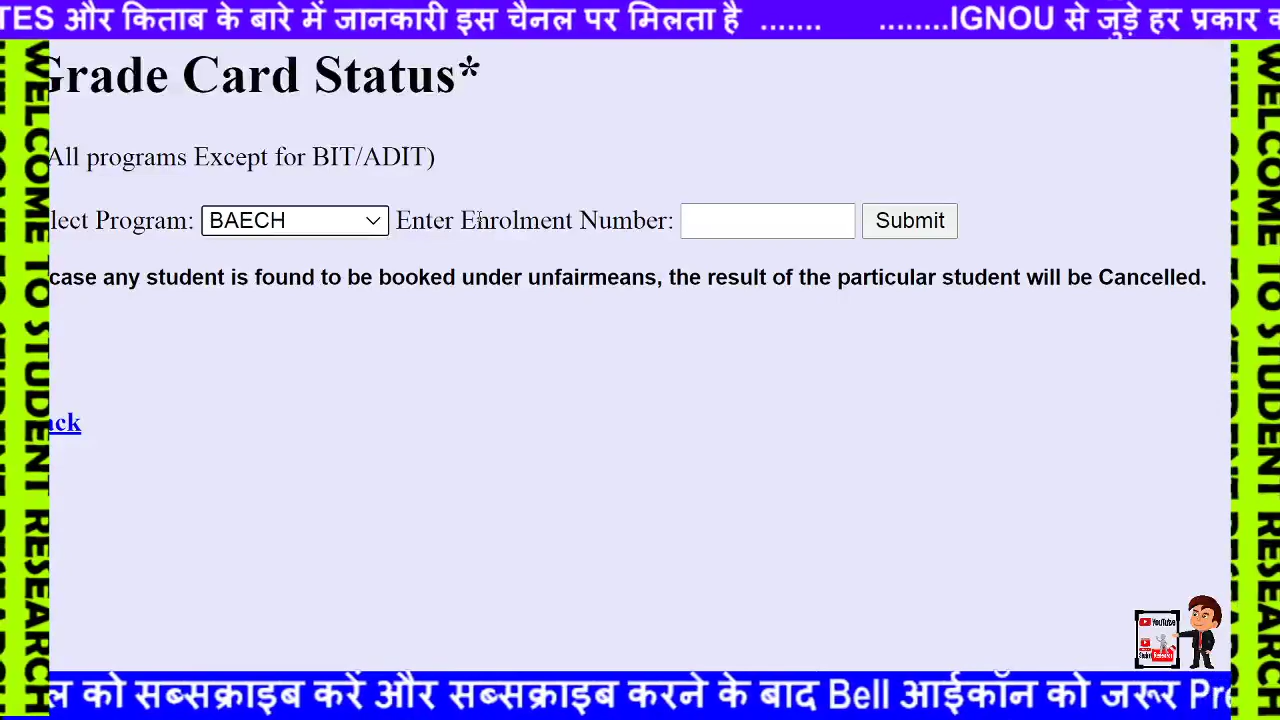 TES और किताब के बारे में जानकारी इस चैनल पर मिलता है ....... ........IGNOU से जुड़े हर प्रकार
Grade Card Status*
All programs Except for BIT/ADIT)
lect Program: BAECH Enter Enrolment Number: Submit
case any student is found to be booked under unfairmeans, the result of the particular student will be Cancelled.
ack
WELCOME TO STUDENT RESEARCH
WELCOME TO STUDENT
YouTube
को सब्सक्राइब करें और सब्सक्राइब करने के बाद Bell आईकॉन को जरूर Pre